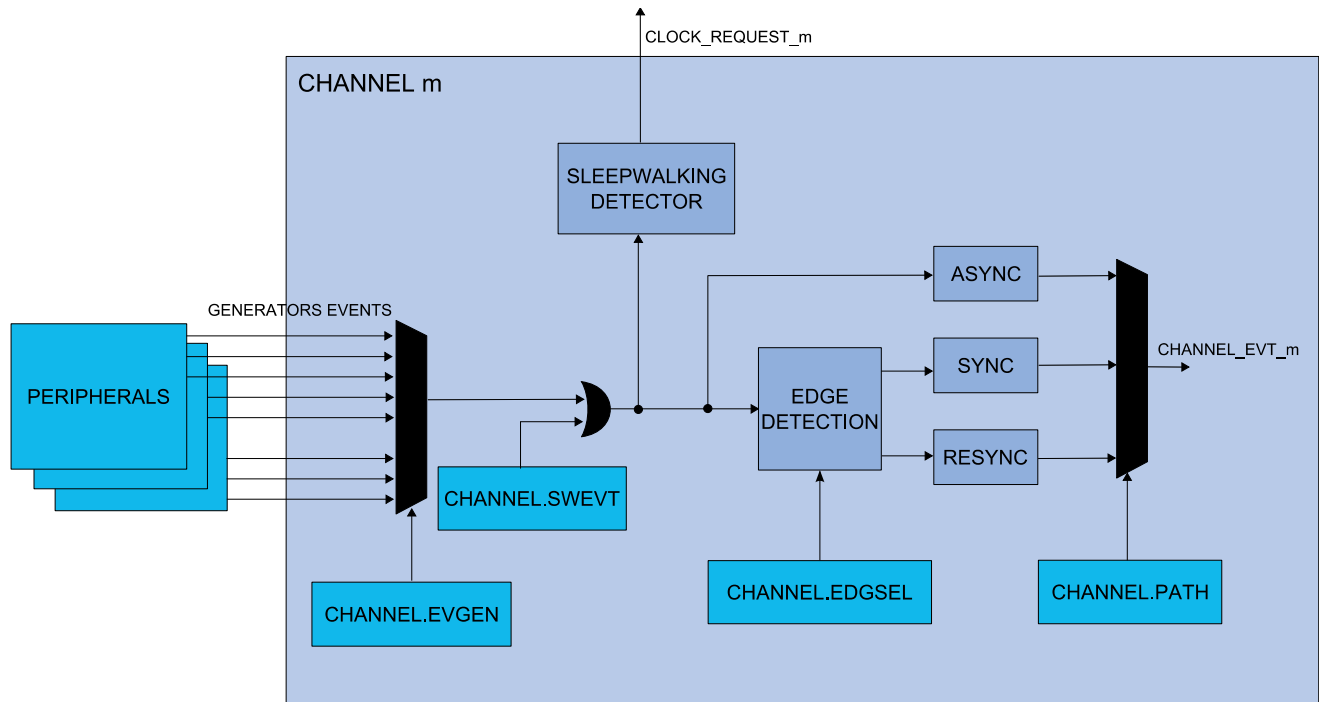 CLOCK_REQUEST_m
CHANNEL m
SLEEPWALKING
DETECTOR
GENERATORS EVENTS
PERIPHERALS
ASYNC
SYNC
RESYNC
EDGE
DETECTION
CHANNEL_EVT_m
CHANNEL.SWEVT
CHANNEL.EVGEN
CHANNEL.EDGSEL
CHANNEL.PATH